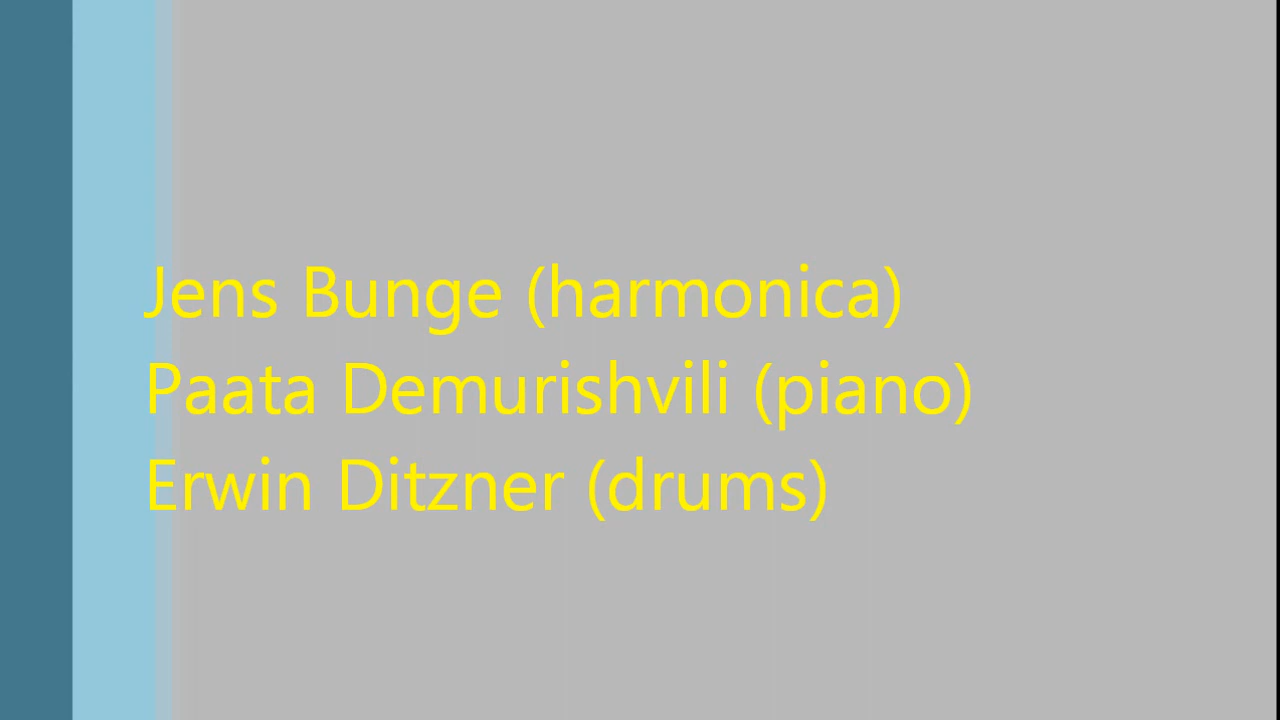 Jens Bunge (harmonica)
Paata Demurishvili (piano)
Erwin Ditzner (drums)